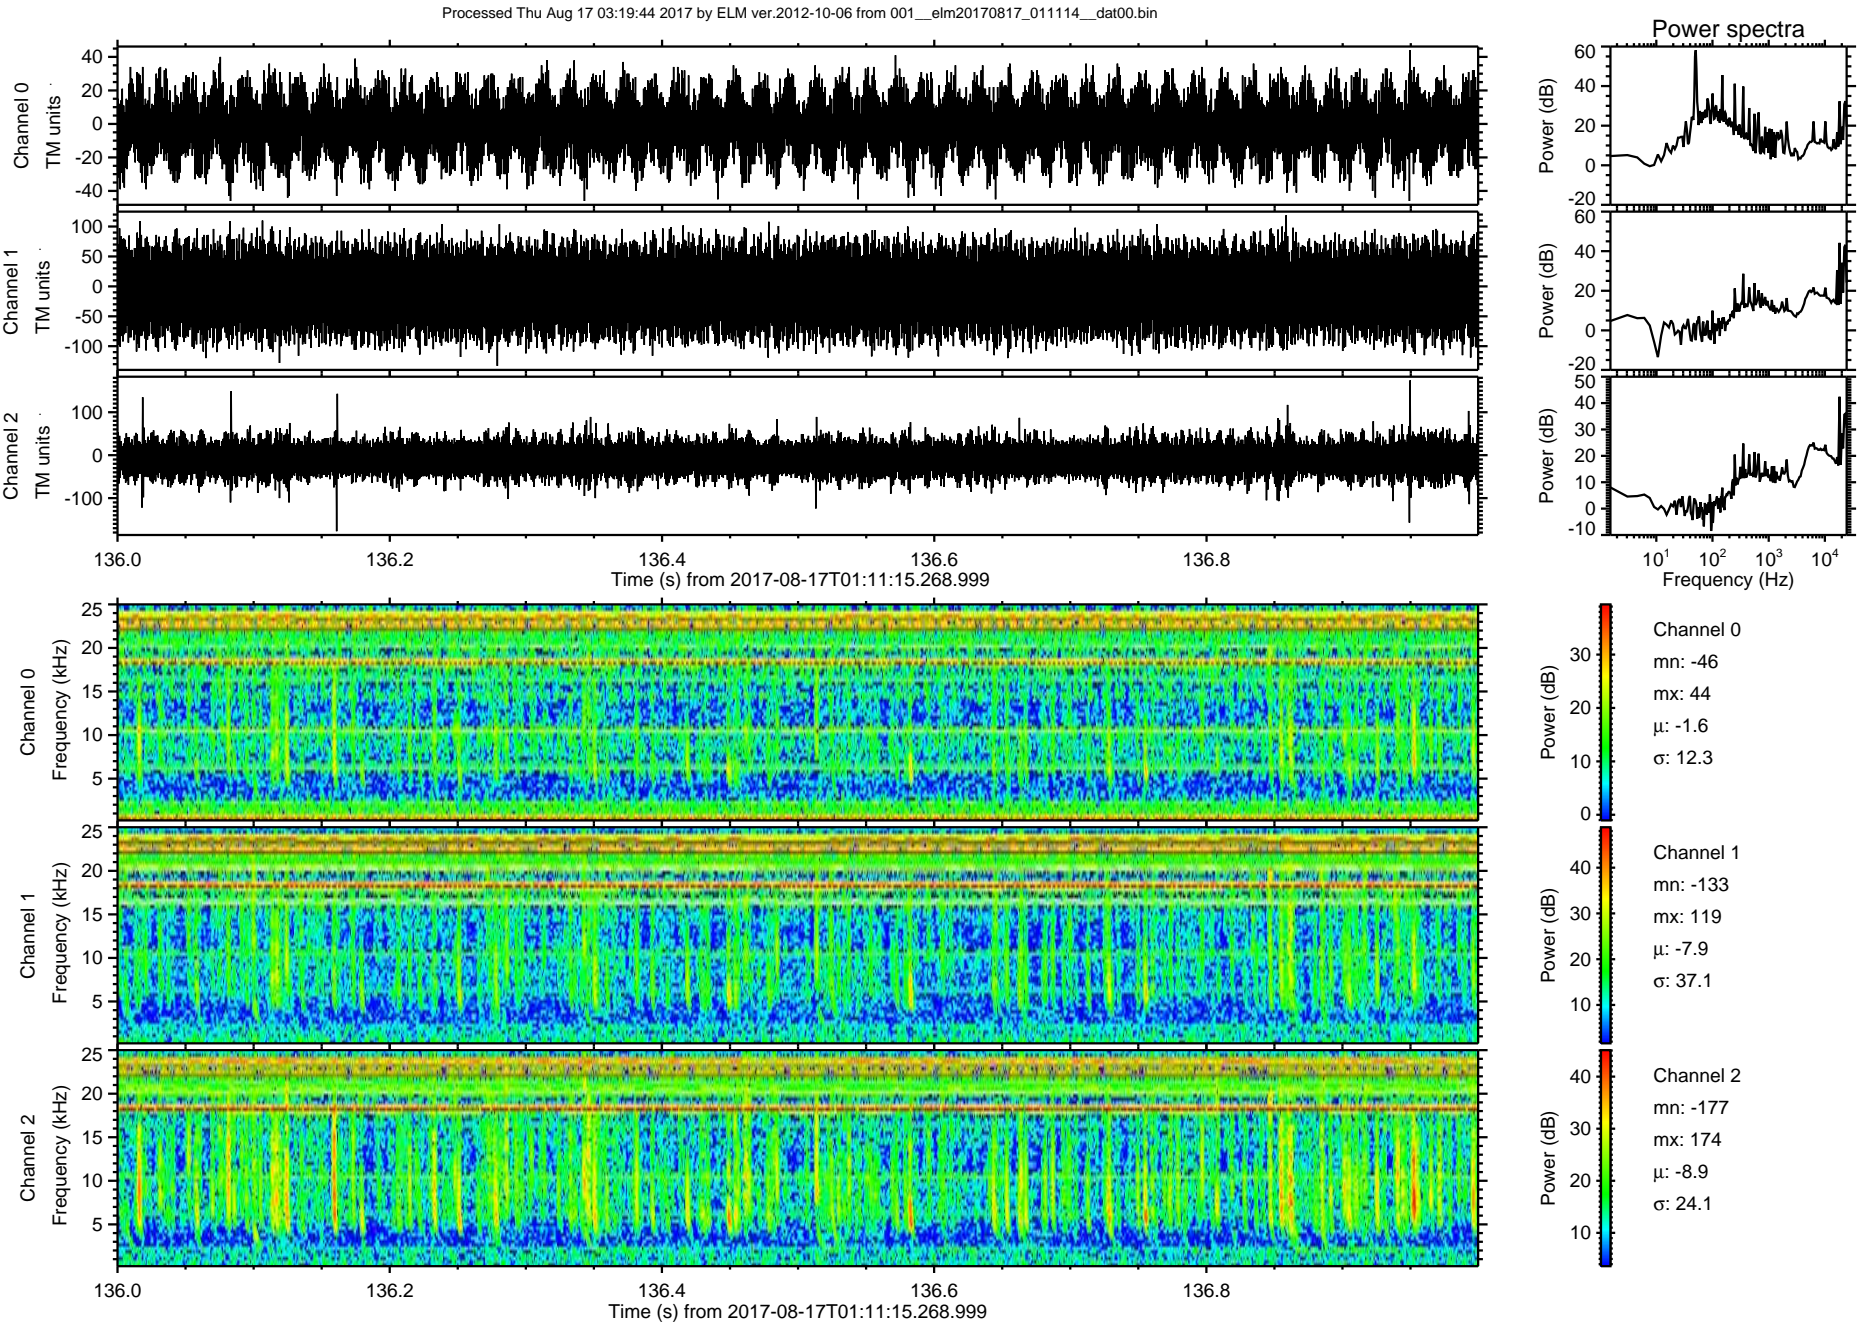 Processed Thu Aug 17 03:19:44 2017 by ELM ver.2012-10-06 from 001__elm20170817_011114__dat00.bin
Power spectra
Channel 0
TM units
40
20
0
-20
-40
Power (dB)
60
40
20
0
-20
Channel 1
TM units
100
50
0
-50
-100
Power (dB)
60
40
20
0
-20
Channel 2
TM units
100
0
-100
Power (dB)
50
40
30
20
10
0
-10
136.0 136.2 136.4 136.6 136.8
Time (s) from 2017-08-17T01:11:15.268.999
10¹ 10² 10³ 10⁴
Frequency (Hz)
Channel 0
Frequency (kHz)
25
20
15
10
5
Power (dB)
30
20
10
0
Channel 0
mn: -46
mx: 44
μ: -1.6
σ: 12.3
Channel 1
Frequency (kHz)
25
20
15
10
5
Power (dB)
40
30
20
10
Channel 1
mn: -133
mx: 119
μ: -7.9
σ: 37.1
Channel 2
Frequency (kHz)
25
20
15
10
5
Power (dB)
40
30
20
10
Channel 2
mn: -177
mx: 174
μ: -8.9
σ: 24.1
136.0 136.2 136.4 136.6 136.8
Time (s) from 2017-08-17T01:11:15.268.999